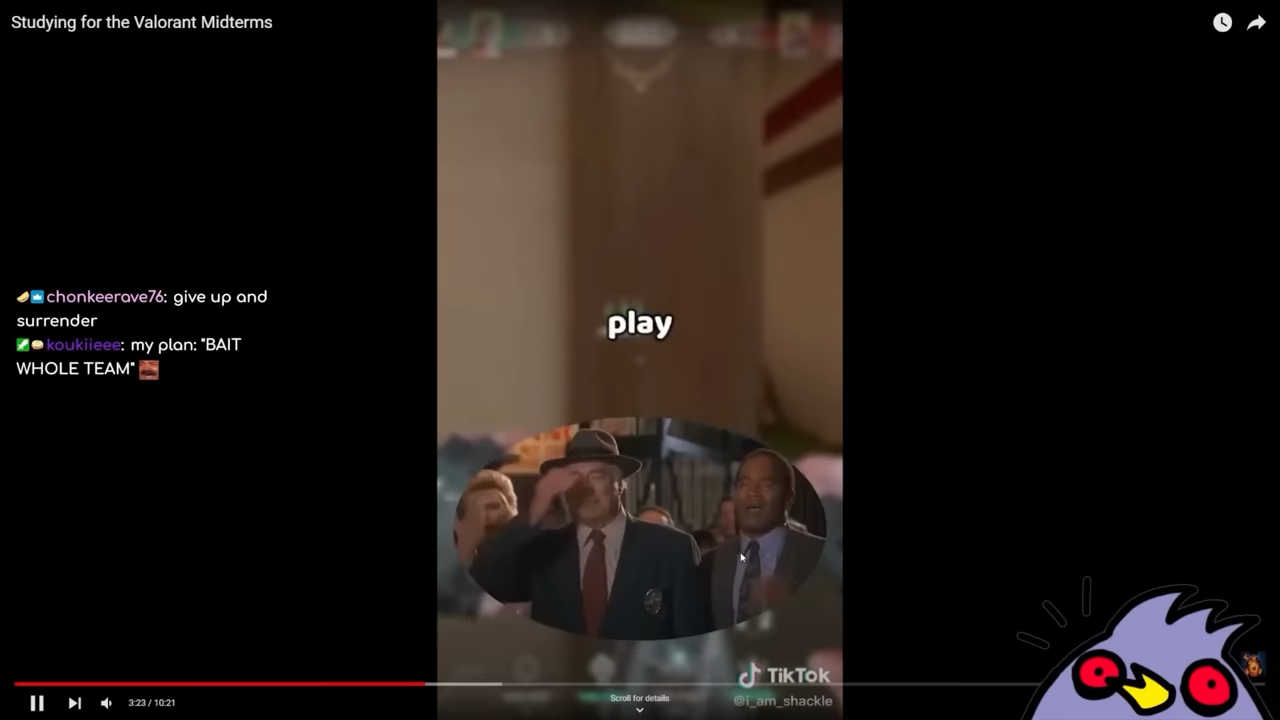 Studying for the Valorant Midterms
chonkeerave76: give up and
surrender
koukiieee: my plan: "BAIT
WHOLE TEAM"
play
TikTok
@i_am_shackle
Scroll for details
3:23 / 10:21